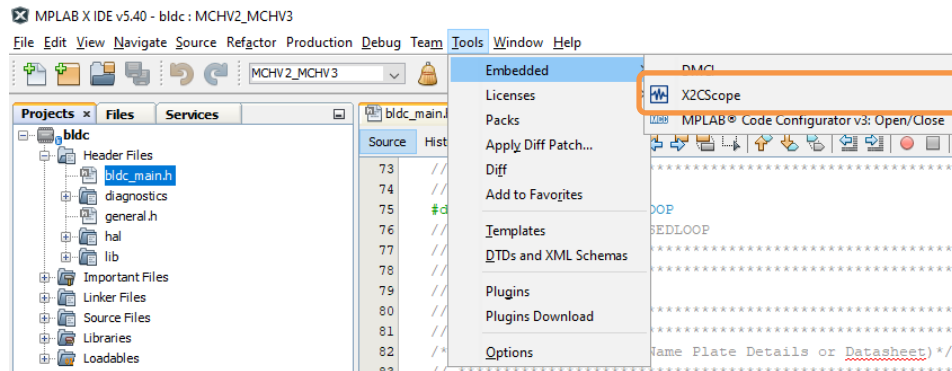 MPLAB X IDE v5.40 - bldc : MCHV2_MCHV3
File Edit View Navigate Source Refactor Production Debug Team Tools Window Help
MCHV2_MCHV3
Embedded
Licenses
Packs
Apply Diff Patch...
Diff
Add to Favorites
Templates
DTDs and XML Schemas
Plugins
Plugins Download
Options
DMCI
X2CScope
MPLAB® Code Configurator v3: Open/Close
Projects × Files Services
bldc
Header Files
bldc_main.h
diagnostics
general.h
hal
lib
Important Files
Linker Files
Source Files
Libraries
Loadables
bldc_main.
Source Hist
73 // ****************************
74 //
75 #d OOP
76 // SEDLOOP
77 // ****************************
78 // ****************************
79 //
80 // ****************************
81 // ****************************
82 /* Name Plate Details or Datasheet)*/
83 // ****************************